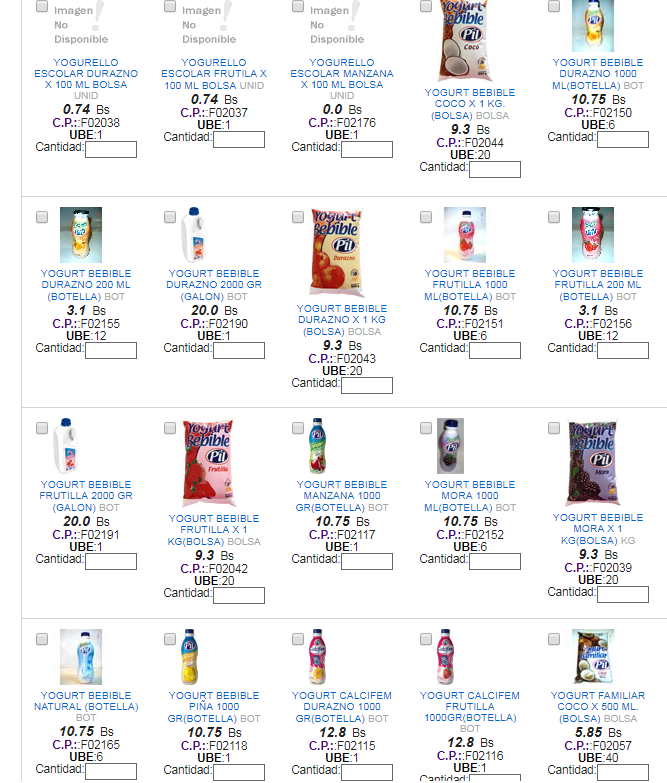 Imagen
No
Disponible
YOGURELLO
ESCOLAR DURAZNO
X 100 ML BOLSA
UNID
0.74 Bs
C.P.::F02038
UBE:1
Cantidad:
Imagen
No
Disponible
YOGURELLO
ESCOLAR FRUTILA X
100 ML BOLSA UNID
0.74 Bs
C.P.::F02037
UBE:1
Cantidad:
Imagen
No
Disponible
YOGURELLO
ESCOLAR MANZANA
X 100 ML BOLSA
UNID
0.0 Bs
C.P.::F02176
UBE:1
Cantidad:
Bebible
Pil
Coco
YOGURT BEBIBLE
COCO X 1 KG.
(BOLSA) BOLSA
9.3 Bs
C.P.::F02044
UBE:20
Cantidad:
Pil
YOGURT BEBIBLE
DURAZNO 1000
ML(BOTELLA) BOT
10.75 Bs
C.P.::F02150
UBE:6
Cantidad:
YOGURT BEBIBLE
DURAZNO 200 ML
(BOTELLA) BOT
3.1 Bs
C.P.::F02155
UBE:12
Cantidad:
YOGURT BEBIBLE
DURAZNO 2000 GR
(GALON) BOT
20.0 Bs
C.P.::F02190
UBE:1
Cantidad:
Yogurt
Bebible
Pil
Durazno
YOGURT BEBIBLE
DURAZNO X 1 KG
(BOLSA) BOLSA
9.3 Bs
C.P.::F02043
UBE:20
Cantidad:
Pil
YOGURT BEBIBLE
FRUTILLA 1000
ML(BOTELLA) BOT
10.75 Bs
C.P.::F02151
UBE:6
Cantidad:
YOGURT BEBIBLE
FRUTILLA 200 ML
(BOTELLA) BOT
3.1 Bs
C.P.::F02156
UBE:12
Cantidad:
YOGURT BEBIBLE
FRUTILLA 2000 GR
(GALON) BOT
20.0 Bs
C.P.::F02191
UBE:1
Cantidad:
Yogurt
Bebible
Pil
Frutilla
YOGURT BEBIBLE
FRUTILLA X 1
KG(BOLSA) BOLSA
9.3 Bs
C.P.::F02042
UBE:20
Cantidad:
Pil
YOGURT BEBIBLE
MANZANA 1000
GR(BOTELLA) BOT
10.75 Bs
C.P.::F02117
UBE:1
Cantidad:
Pil
YOGURT BEBIBLE
MORA 1000
ML(BOTELLA) BOT
10.75 Bs
C.P.::F02152
UBE:6
Cantidad:
Yogurt
Bebible
Pil
Mora
YOGURT BEBIBLE
MORA X 1
KG(BOLSA) KG
9.3 Bs
C.P.::F02039
UBE:20
Cantidad:
Pil
YOGURT BEBIBLE
NATURAL (BOTELLA)
BOT
10.75 Bs
C.P.::F02165
UBE:6
Cantidad:
Pil
YOGURT BEBIBLE
PIÑA 1000
GR(BOTELLA) BOT
10.75 Bs
C.P.::F02118
UBE:1
Cantidad:
Calcifem
YOGURT CALCIFEM
DURAZNO 1000
GR(BOTELLA) BOT
12.8 Bs
C.P.::F02115
UBE:1
Cantidad:
Calcifem
YOGURT CALCIFEM
FRUTILLA
1000GR(BOTELLA)
BOT
12.8 Bs
C.P.::F02116
UBE:1
Cantidad:
Yogurt
Familiar
Pil
YOGURT FAMILIAR
COCO X 500 ML.
(BOLSA) BOLSA
5.85 Bs
C.P.::F02057
UBE:40
Cantidad: